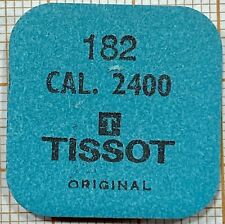 182
CAL. 2400
T
TISSOT
ORIGINAL